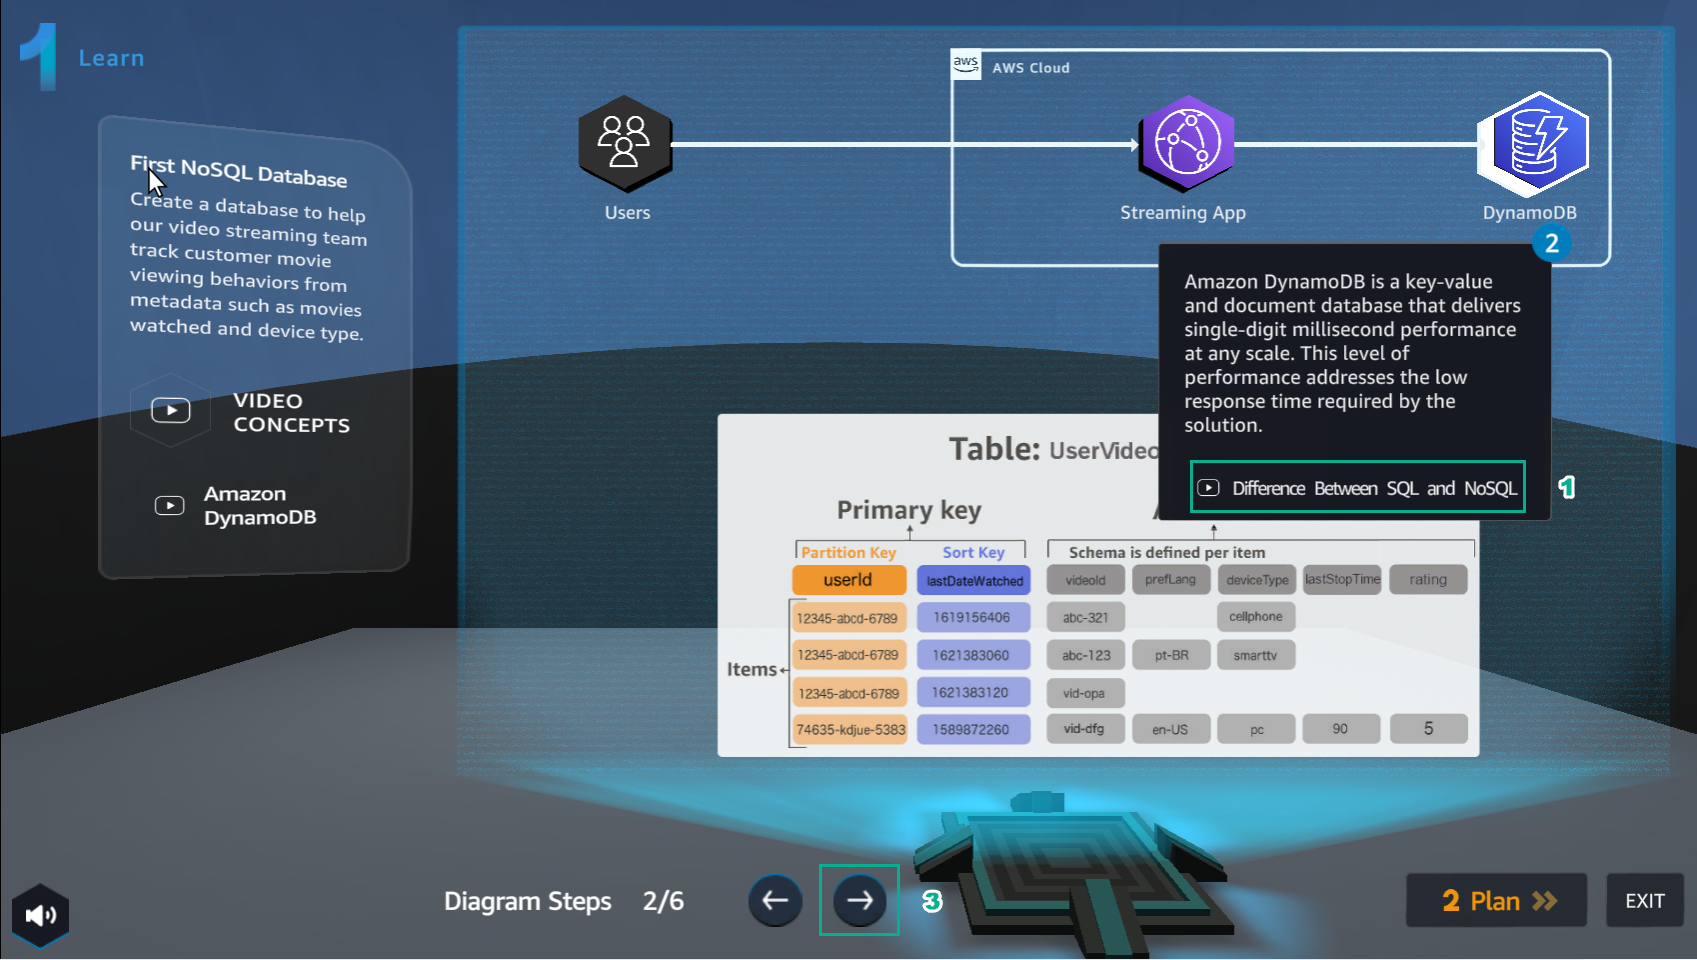 1 Learn
First NoSQL Database
Create a database to help
our video streaming team
track customer movie
viewing behaviors from
metadata such as movies
watched and device type.
VIDEO
CONCEPTS
Amazon
DynamoDB
aws AWS Cloud
Users
Streaming App
DynamoDB
2
Amazon DynamoDB is a key-value
and document database that delivers
single-digit millisecond performance
at any scale. This level of
performance addresses the low
response time required by the
solution.
Difference Between SQL and NoSQL
1
Table: UserVideo
Primary key
Partition Key Sort Key Schema is defined per item
userId lastDateWatched videoId prefLang deviceType lastStopTime rating
12345-abcd-6789 1619156406 abc-321 cellphone
12345-abcd-6789 1621383060 abc-123 pt-BR smarttv
Items
12345-abcd-6789 1621383120 vid-opa
74635-kdjue-5383 1589872260 vid-dfg en-US pc 90 5
Diagram Steps 2/6
3
2 Plan
EXIT